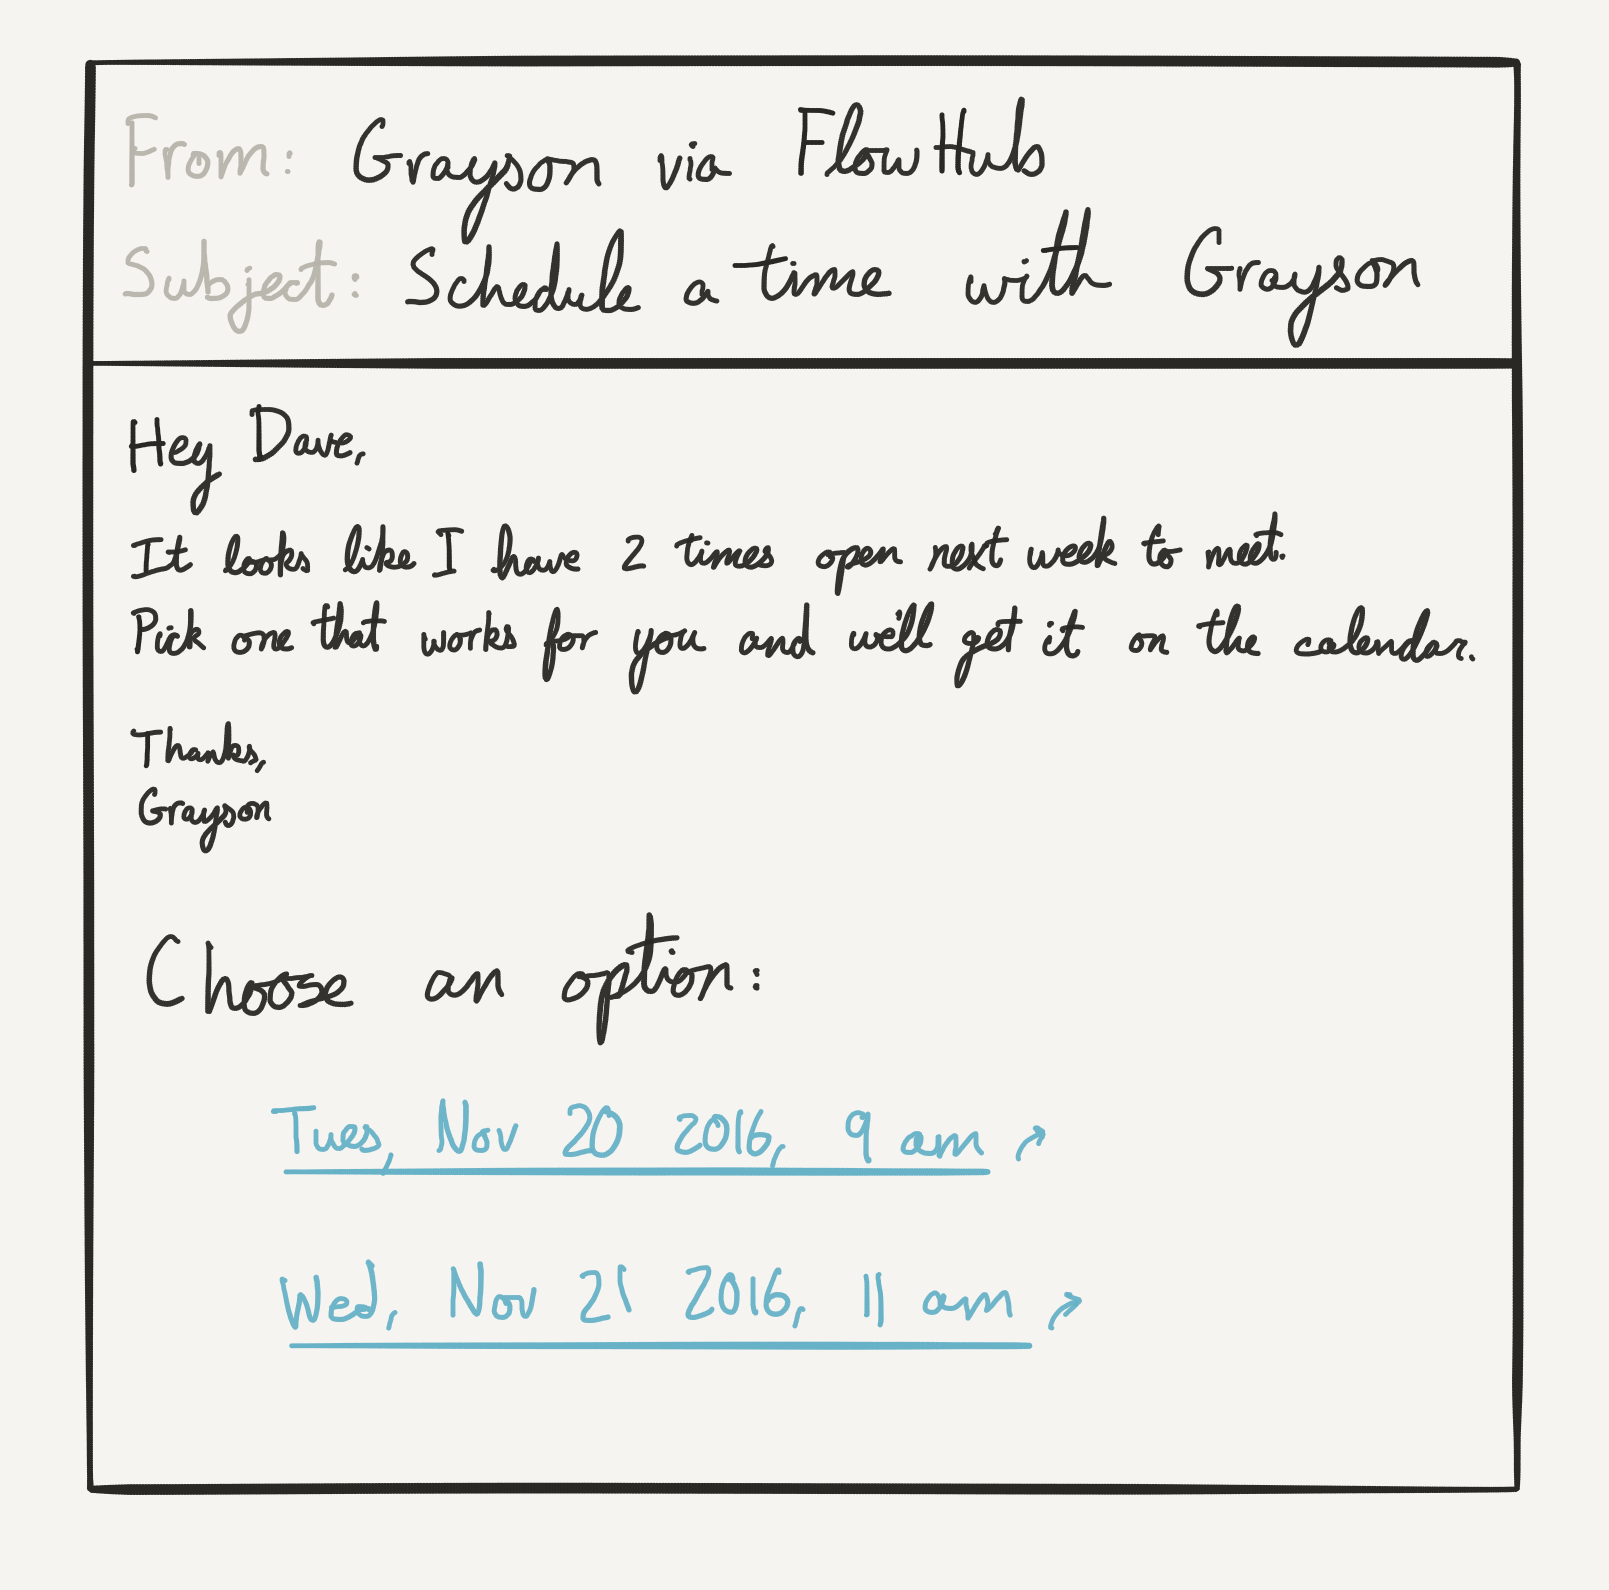 From: Grayson via FlowHub
Subject: Schedule a time with Grayson
Hey Dave,
It looks like I have 2 times open next week to meet.
Pick one that works for you and we'll get it on the calendar.
Thanks,
Grayson
Choose an option:
Tues, Nov 20 2016, 9 am
Wed, Nov 21 2016, 11 am